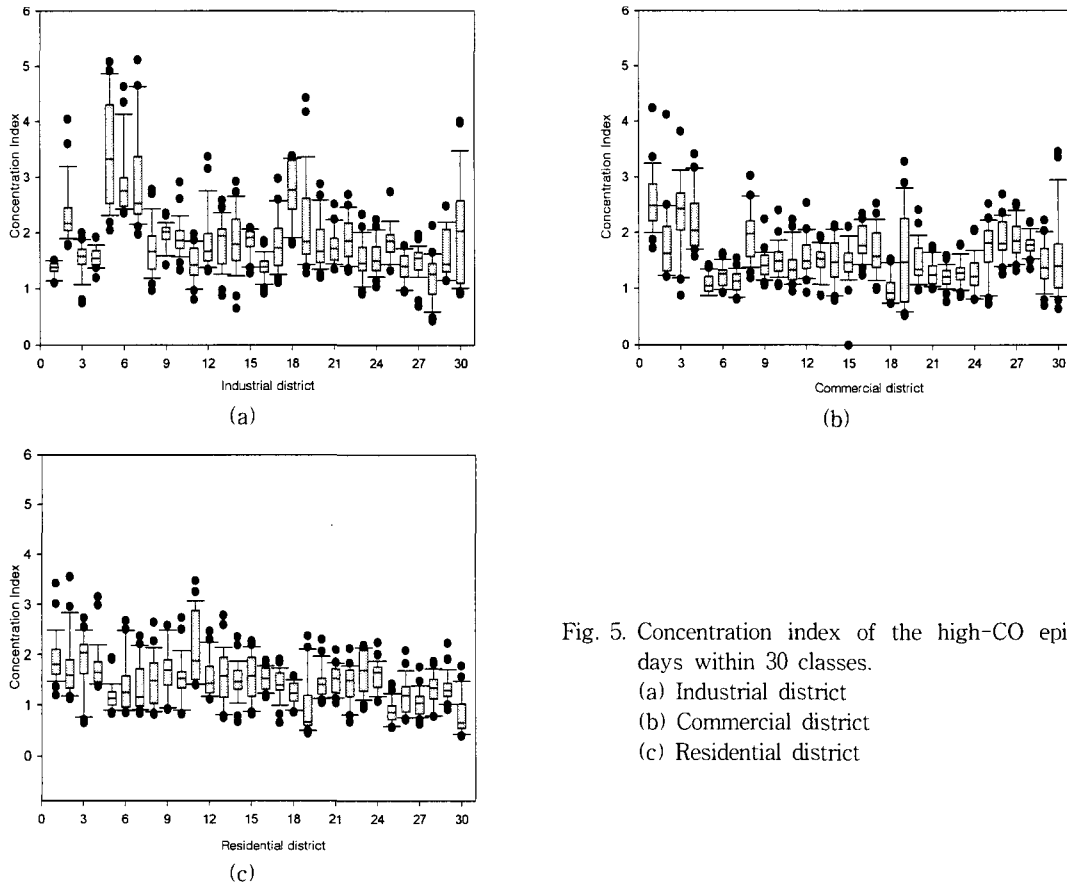 6
5
4
3
2
1
0
Concentration Index
0 3 6 9 12 15 18 21 24 27 30
Industrial district
(a)
6
5
4
3
2
1
0
Concentration Index
0 3 6 9 12 15 18 21 24 27 30
Commercial district
(b)
6
5
4
3
2
1
0
Concentration Index
0 3 6 9 12 15 18 21 24 27 30
Residential district
(c)
Fig. 5. Concentration index of the high-CO epi
days within 30 classes.
(a) Industrial district
(b) Commercial district
(c) Residential district